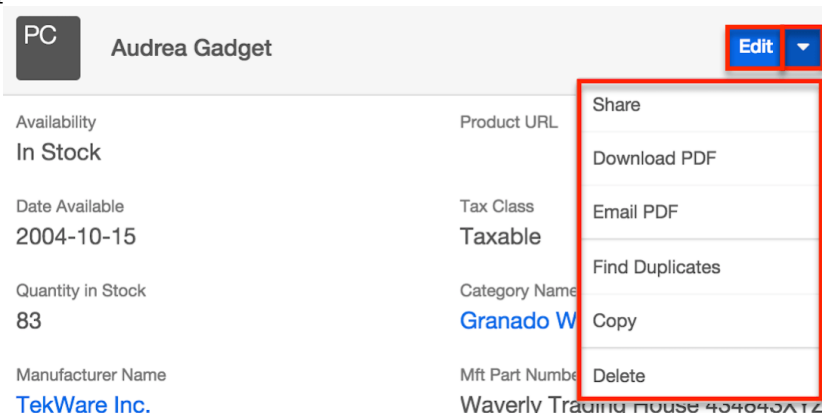 PC
Audrea Gadget
Edit
Share
Download PDF
Email PDF
Find Duplicates
Copy
Delete
Availability
In Stock
Product URL
Date Available
2004-10-15
Tax Class
Taxable
Quantity in Stock
83
Category Name
Granado W
Manufacturer Name
TekWare Inc.
Mft Part Numbe
Waverly Trading House 434843XYZ